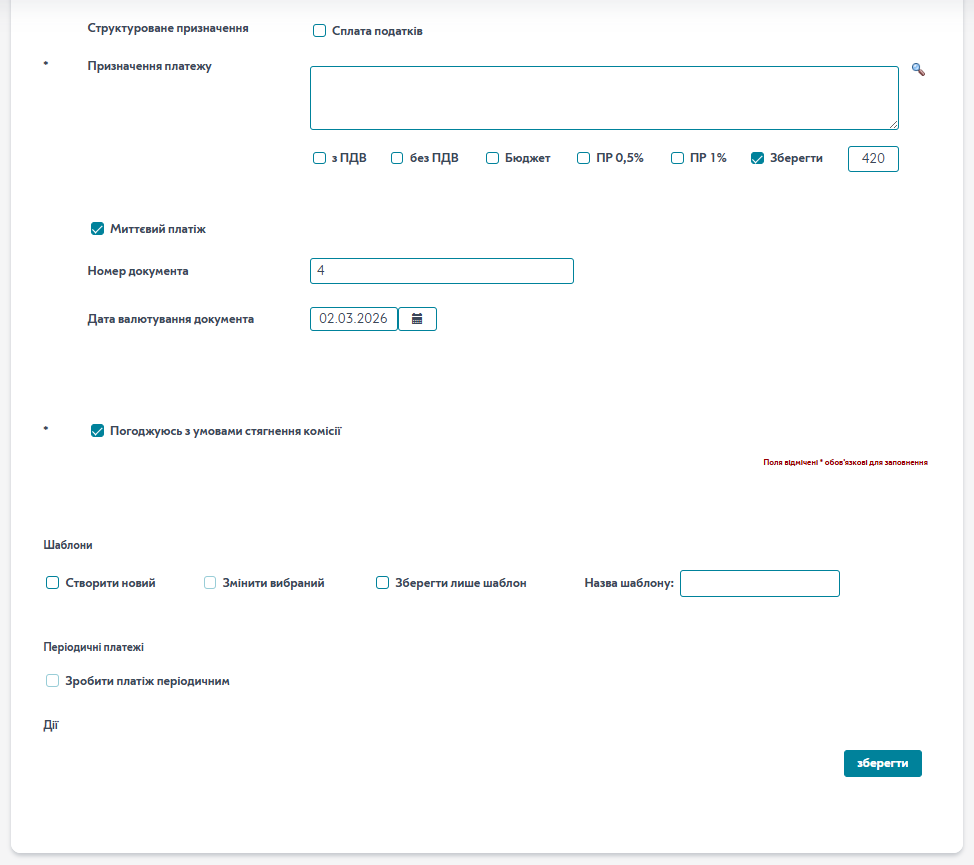 Структуроване призначення
Сплата податків
* Призначення платежу
з ПДВ без ПДВ Бюджет ПР 0,5% ПР 1% Зберегти 420
Миттєвий платіж
Номер документа 4
Дата валютування документа 02.03.2026
* Погоджуюсь з умовами стягнення комісії
Поля відмічені * обов'язкові для заповнення
Шаблони
Створити новий Змінити вибраний Зберегти лише шаблон Назва шаблону:
Періодичні платежі
Зробити платіж періодичним
Дії
зберегти